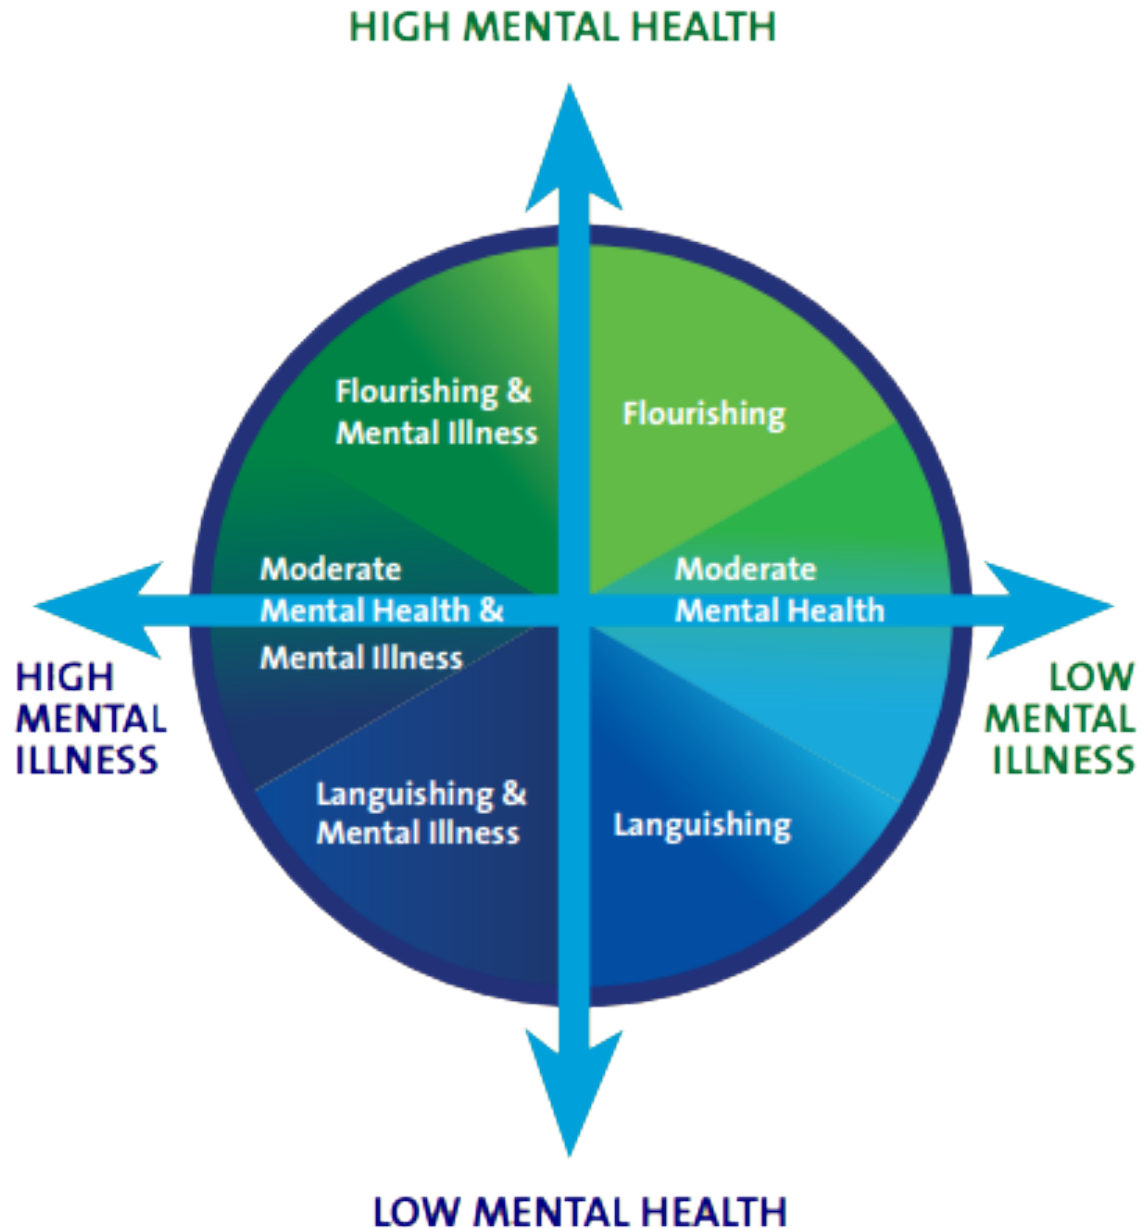 HIGH MENTAL HEALTH
Flourishing &
Mental Illness
Flourishing
Moderate
Mental Health &
Mental Illness
Moderate
Mental Health
HIGH
MENTAL
ILLNESS
LOW
MENTAL
ILLNESS
Languishing &
Mental Illness
Languishing
LOW MENTAL HEALTH